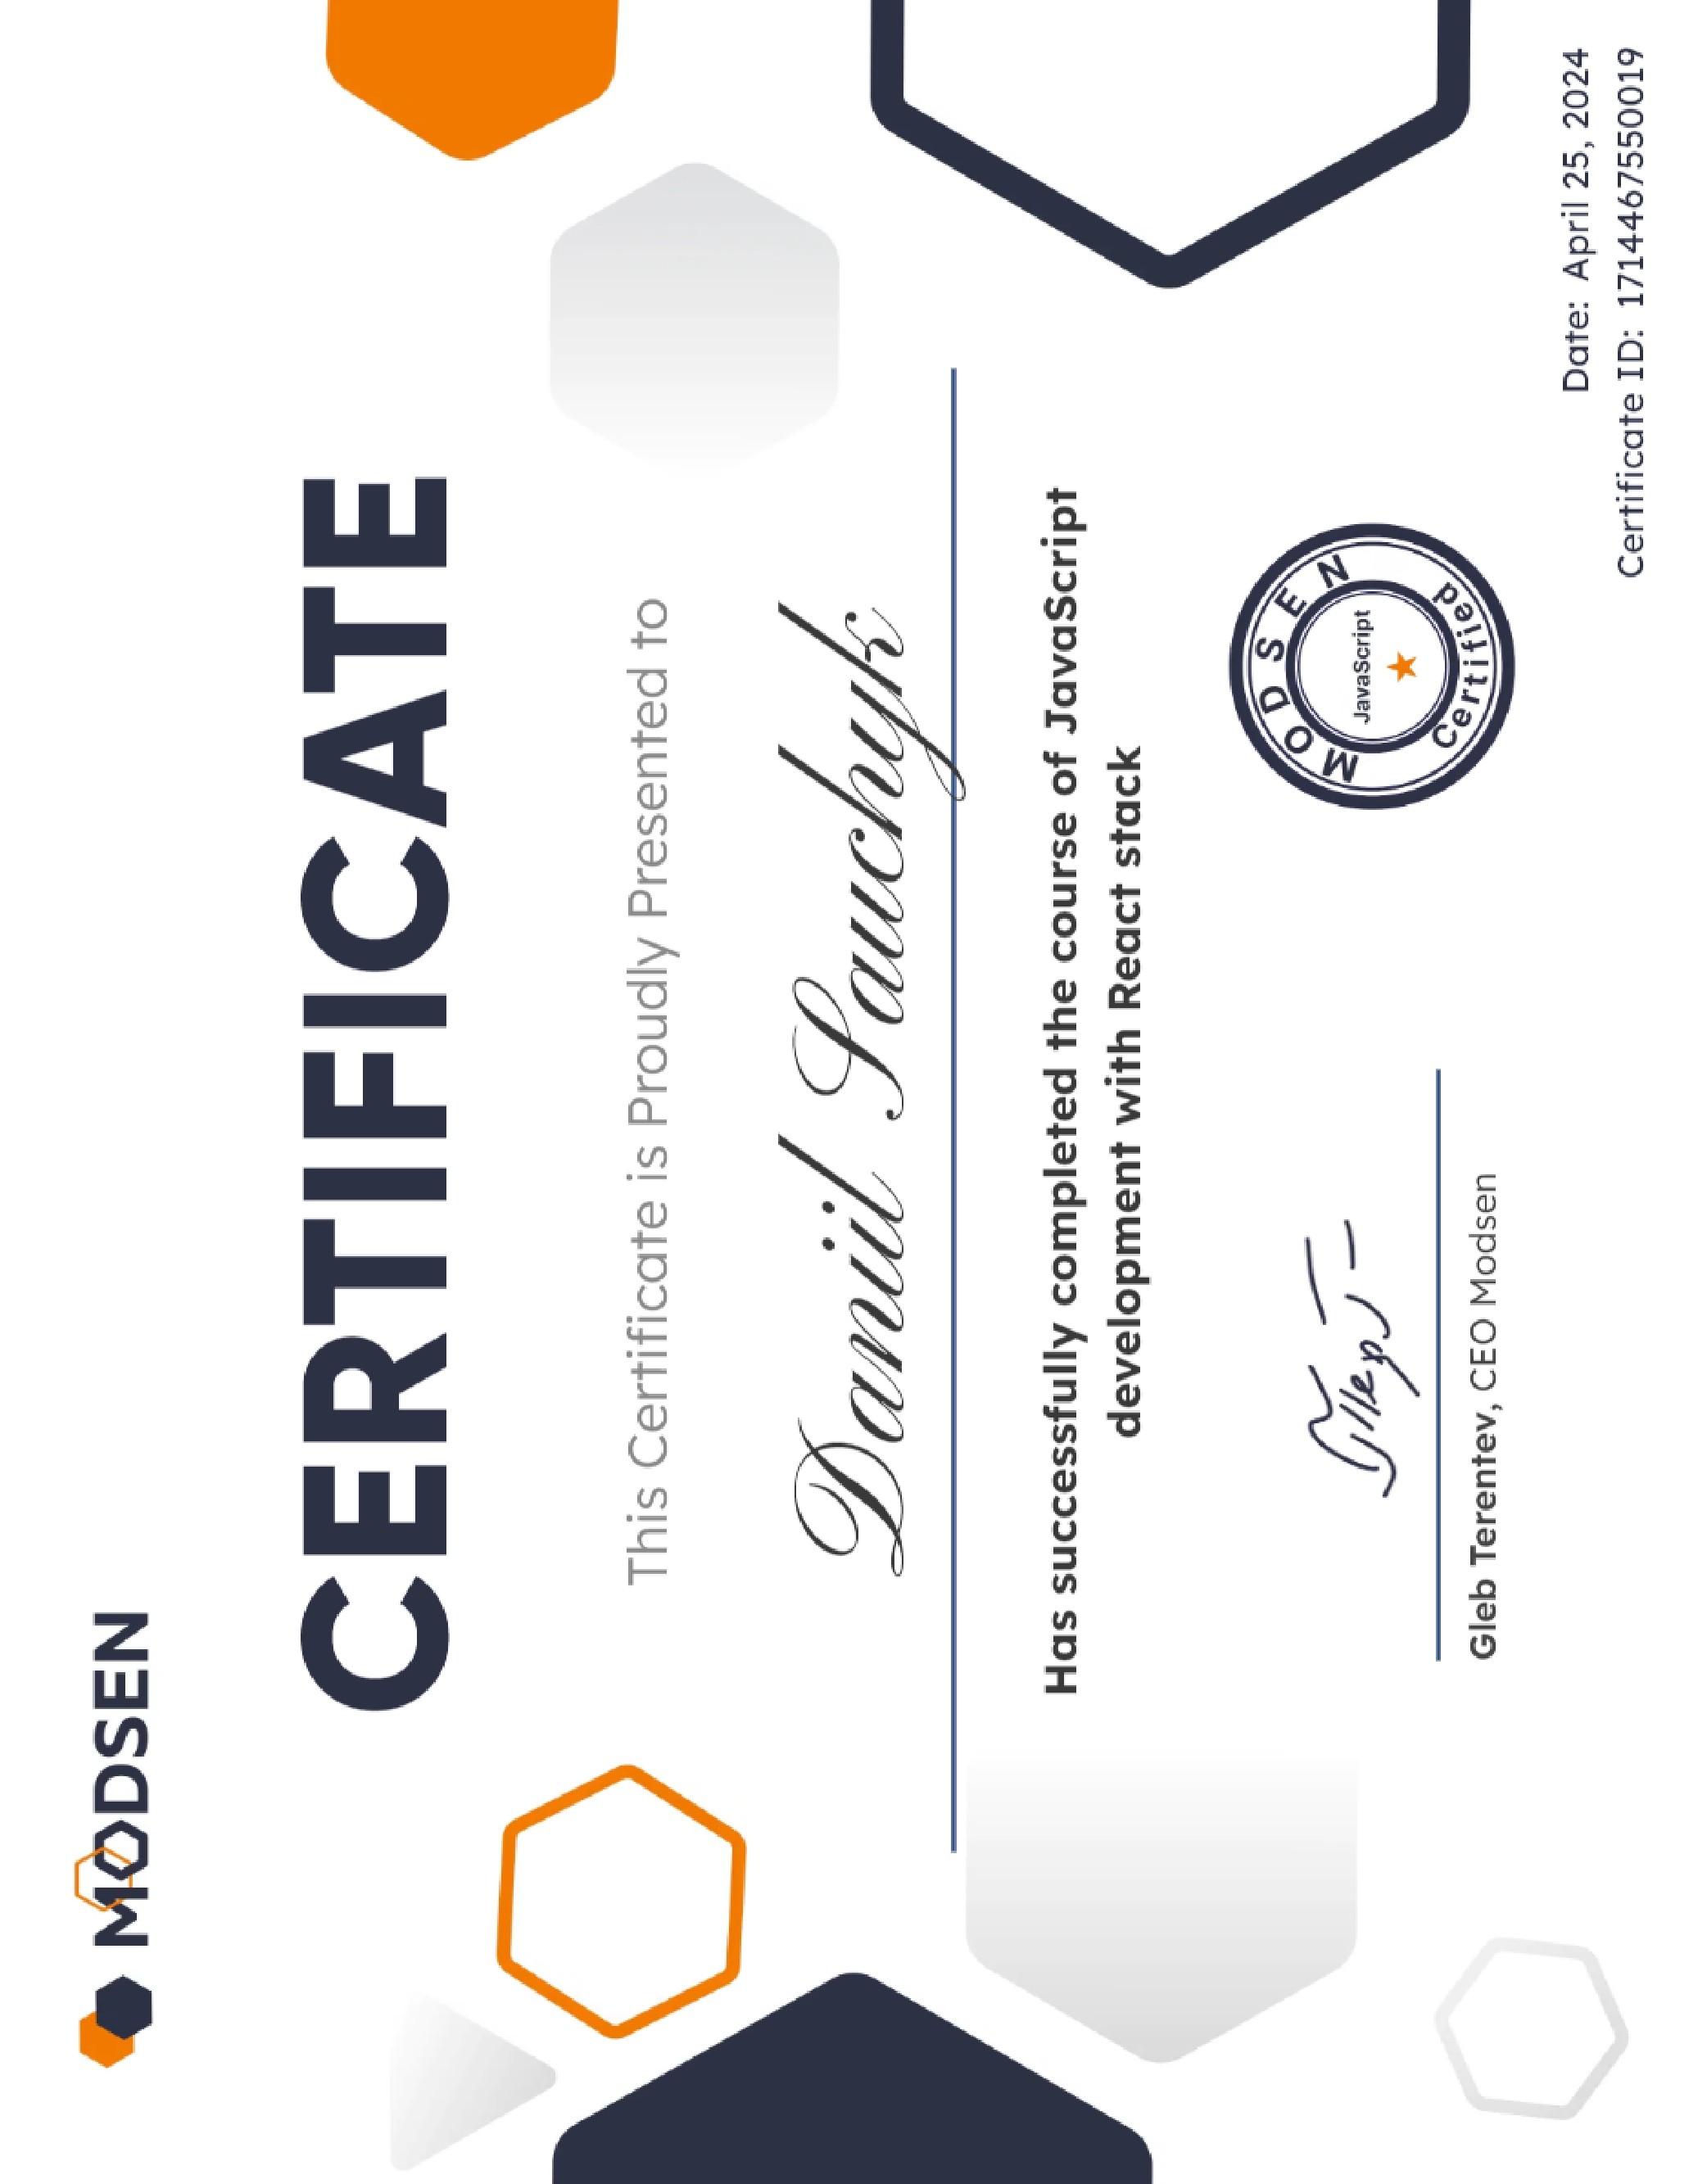 MODSEN
CERTIFICATE
This Certificate is Proudly Presented to
Daniil Sauchyk
Has successfully completed the course of JavaScript
development with React stack
Gleb Terentev, CEO Modsen
MODSEN
JavaScript
Certified
Date: April 25, 2024
Certificate ID: 1714467550019